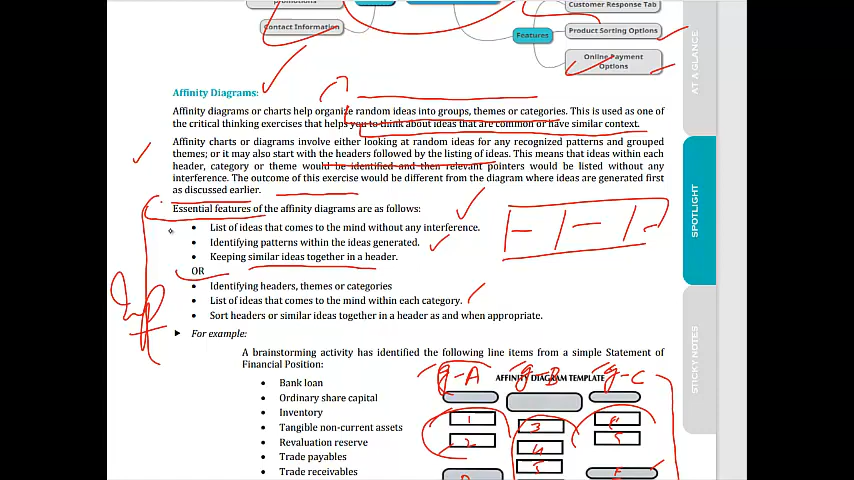 Customer Response Tab
Contact Information
Features
Product Sorting Options
Online Payment
Options
AT A GLANCE
Affinity Diagrams:
Affinity diagrams or charts help organize random ideas into groups, themes or categories. This is used as one of
the critical thinking exercises that help you to think about ideas that are common or have similar context.
Affinity charts or diagrams involve either looking at random ideas for any recognized patterns and grouped
themes; or it may also start with the headers followed by the listing of ideas. This means that ideas within each
header, category or theme would be identified and then relevant pointers would be listed without any
interference. The outcome of this exercise would be different from the diagram where ideas are generated first
as discussed earlier.
Essential features of the affinity diagrams are as follows:
• List of ideas that comes to the mind without any interference.
• Identifying patterns within the ideas generated.
• Keeping similar ideas together in a header.
OR
• Identifying headers, themes or categories
• List of ideas that comes to the mind within each category.
• Sort headers or similar ideas together in a header as and when appropriate.
SPOTLIGHT
Imp
For example:
A brainstorming activity has identified the following line items from a simple Statement of
Financial Position:
• Bank loan
• Ordinary share capital
• Inventory
• Tangible non-current assets
• Revaluation reserve
• Trade payables
• Trade receivables
g-A g-B g-C
AFFINITY DIAGRAM TEMPLATE
1
2
3
4
5
STICKY NOTES